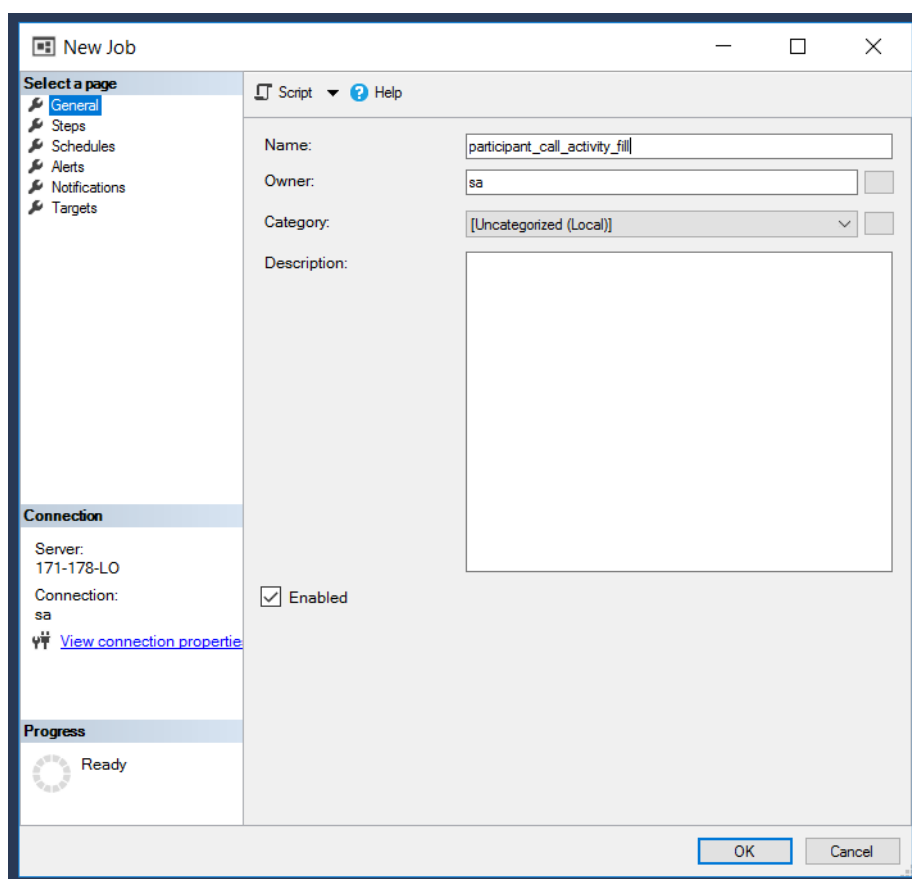 New Job
Select a page
General
Steps
Schedules
Alerts
Notifications
Targets
Connection
Server:
171-178-LO
Connection:
sa
View connection propertie
Progress
Ready
Script
Help
Name: participant_call_activity_fill
Owner: sa
Category: [Uncategorized (Local)]
Description:
Enabled
OK Cancel